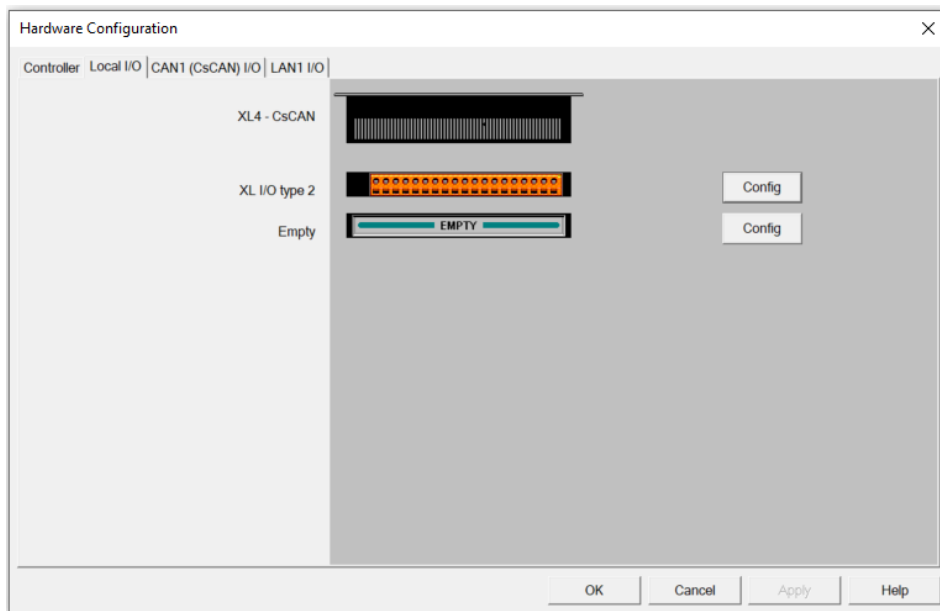 Hardware Configuration
Controller Local I/O CAN1 (CsCAN) I/O LAN1 I/O
XL4 - CsCAN
XL I/O type 2 Config
Empty EMPTY Config
OK Cancel Apply Help